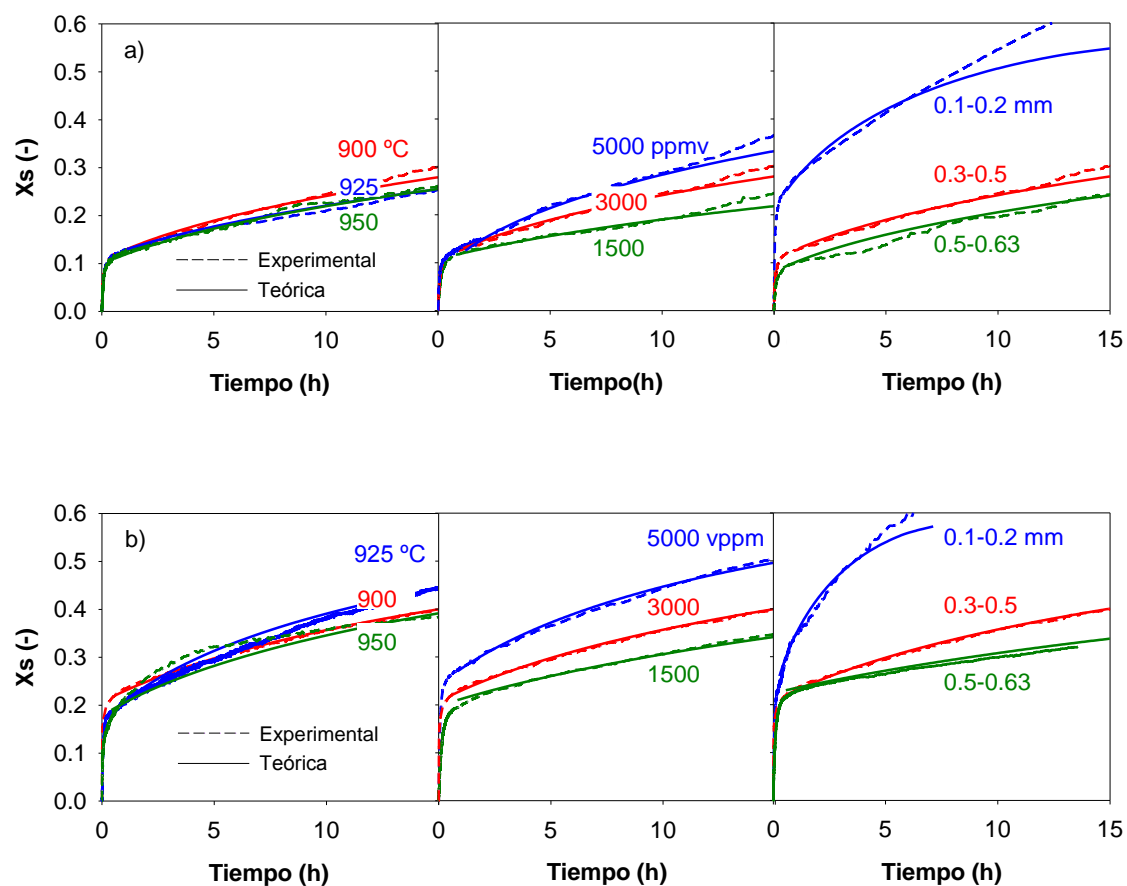 a)
Xs (-)
0.6
0.5
0.4
0.3
0.2
0.1
0.0
900 ºC
925
950
Experimental
Teórica
0
5
10
Tiempo (h)
5000 ppmv
3000
1500
0
5
10
Tiempo(h)
0.1-0.2 mm
0.3-0.5
0.5-0.63
0
5
10
15
Tiempo (h)
b)
Xs (-)
0.6
0.5
0.4
0.3
0.2
0.1
0.0
925 ºC
900
950
Experimental
Teórica
0
5
10
Tiempo (h)
5000 vppm
3000
1500
0
5
10
Tiempo (h)
0.1-0.2 mm
0.3-0.5
0.5-0.63
0
5
10
15
Tiempo (h)